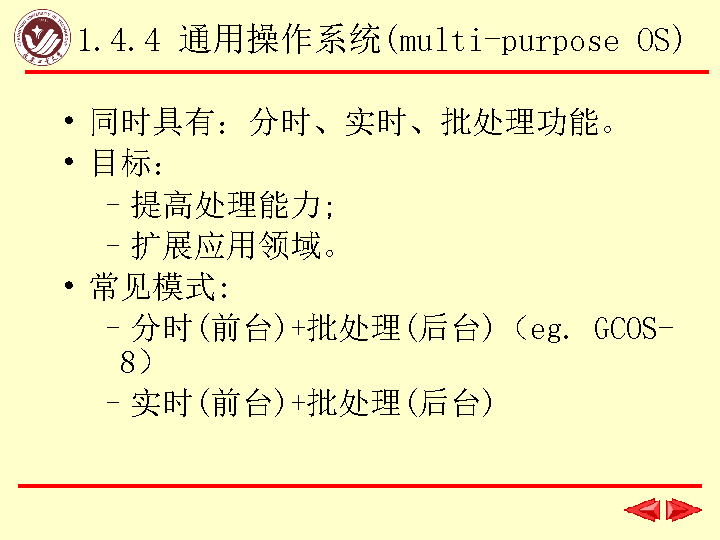 1.4.4 通用操作系统(multi-purpose OS)
• 同时具有：分时、实时、批处理功能。
• 目标：
–提高处理能力;
–扩展应用领域。
• 常见模式:
–分时(前台)+批处理(后台)（eg. GCOS-
8）
–实时(前台)+批处理(后台)